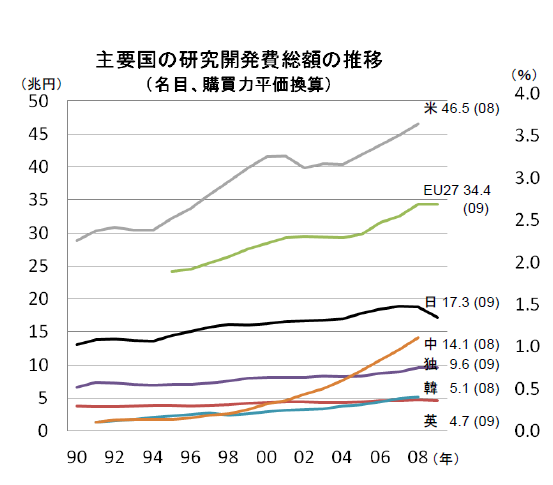 主要国の研究開発費総額の推移
（名目、購買力平価換算）
（兆円）
（%）
50
45
40
35
30
25
20
15
10
5
0
4.0
3.5
3.0
2.5
2.0
1.5
1.0
0.5
0.0
米 46.5 (08)
EU27 34.4
(09)
日 17.3 (09)
中 14.1 (08)
独 9.6 (09)
韓 5.1 (08)
英 4.7 (09)
90 92 94 96 98 00 02 04 06 08 （年）